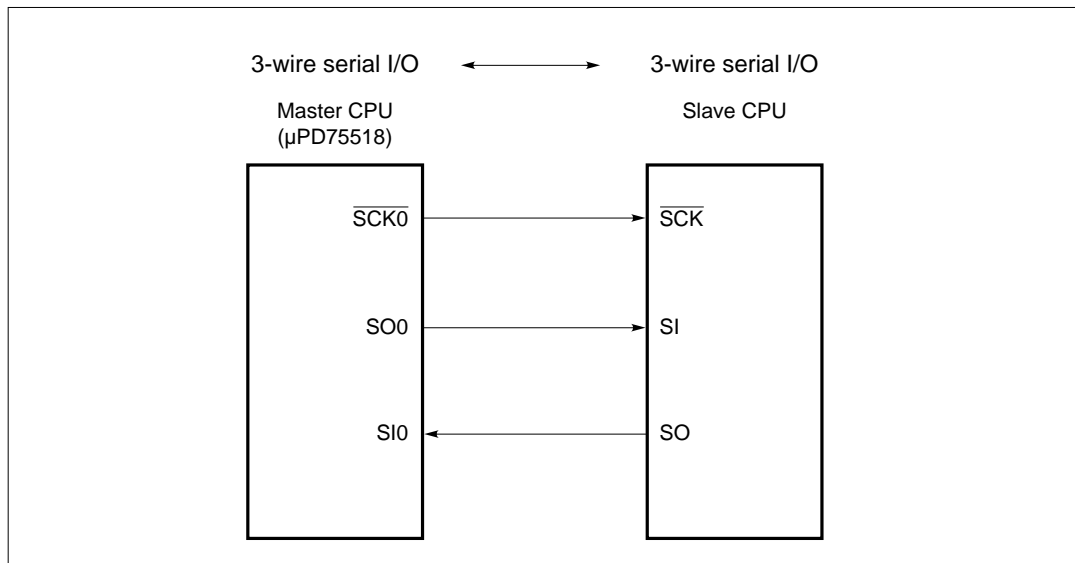 3-wire serial I/O 3-wire serial I/O
Master CPU Slave CPU
(µPD75518)
SCK0 SCK
SO0 SI
SI0 SO